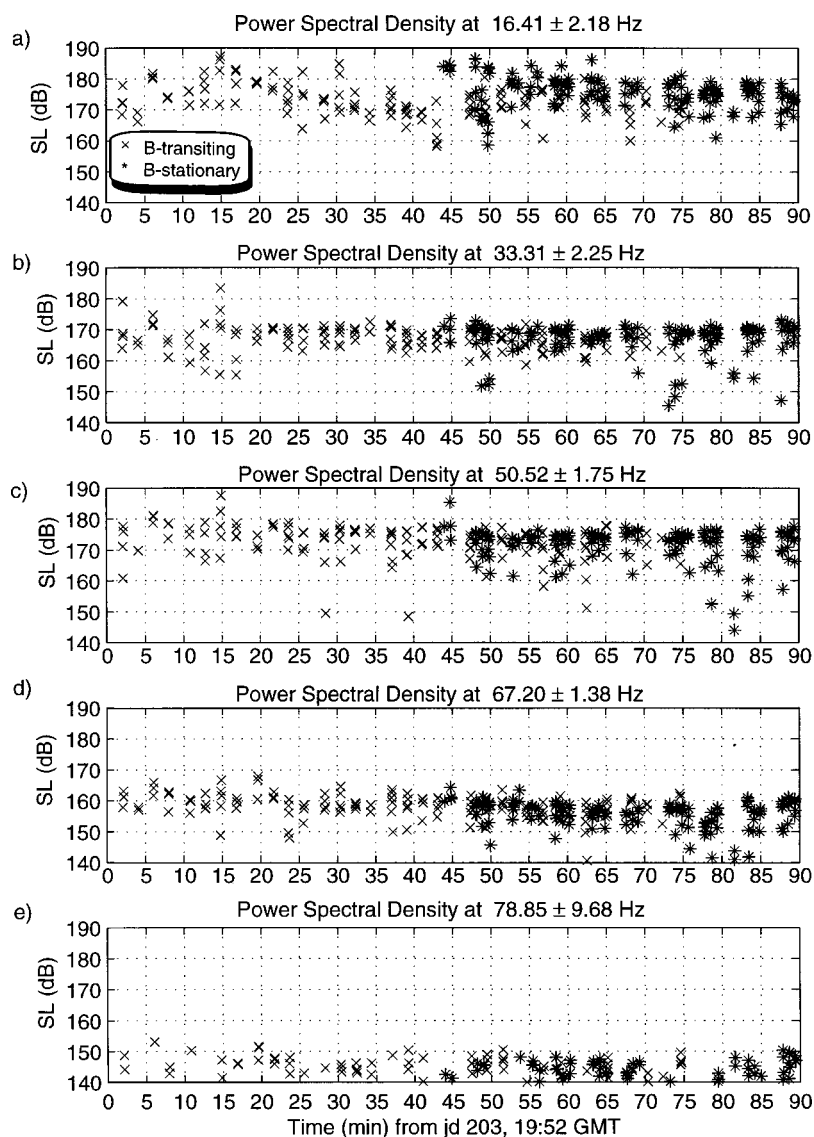 Power Spectral Density at 16.41 ± 2.18 Hz
a)
190
180
170
160
150
140
SL (dB)
× B-transiting
* B-stationary
0 5 10 15 20 25 30 35 40 45 50 55 60 65 70 75 80 85 90
Power Spectral Density at 33.31 ± 2.25 Hz
b)
190
180
170
160
150
140
SL (dB)
0 5 10 15 20 25 30 35 40 45 50 55 60 65 70 75 80 85 90
Power Spectral Density at 50.52 ± 1.75 Hz
c)
190
180
170
160
150
140
SL (dB)
0 5 10 15 20 25 30 35 40 45 50 55 60 65 70 75 80 85 90
Power Spectral Density at 67.20 ± 1.38 Hz
d)
190
180
170
160
150
140
SL (dB)
0 5 10 15 20 25 30 35 40 45 50 55 60 65 70 75 80 85 90
Power Spectral Density at 78.85 ± 9.68 Hz
e)
190
180
170
160
150
140
SL (dB)
0 5 10 15 20 25 30 35 40 45 50 55 60 65 70 75 80 85 90
Time (min) from jd 203, 19:52 GMT